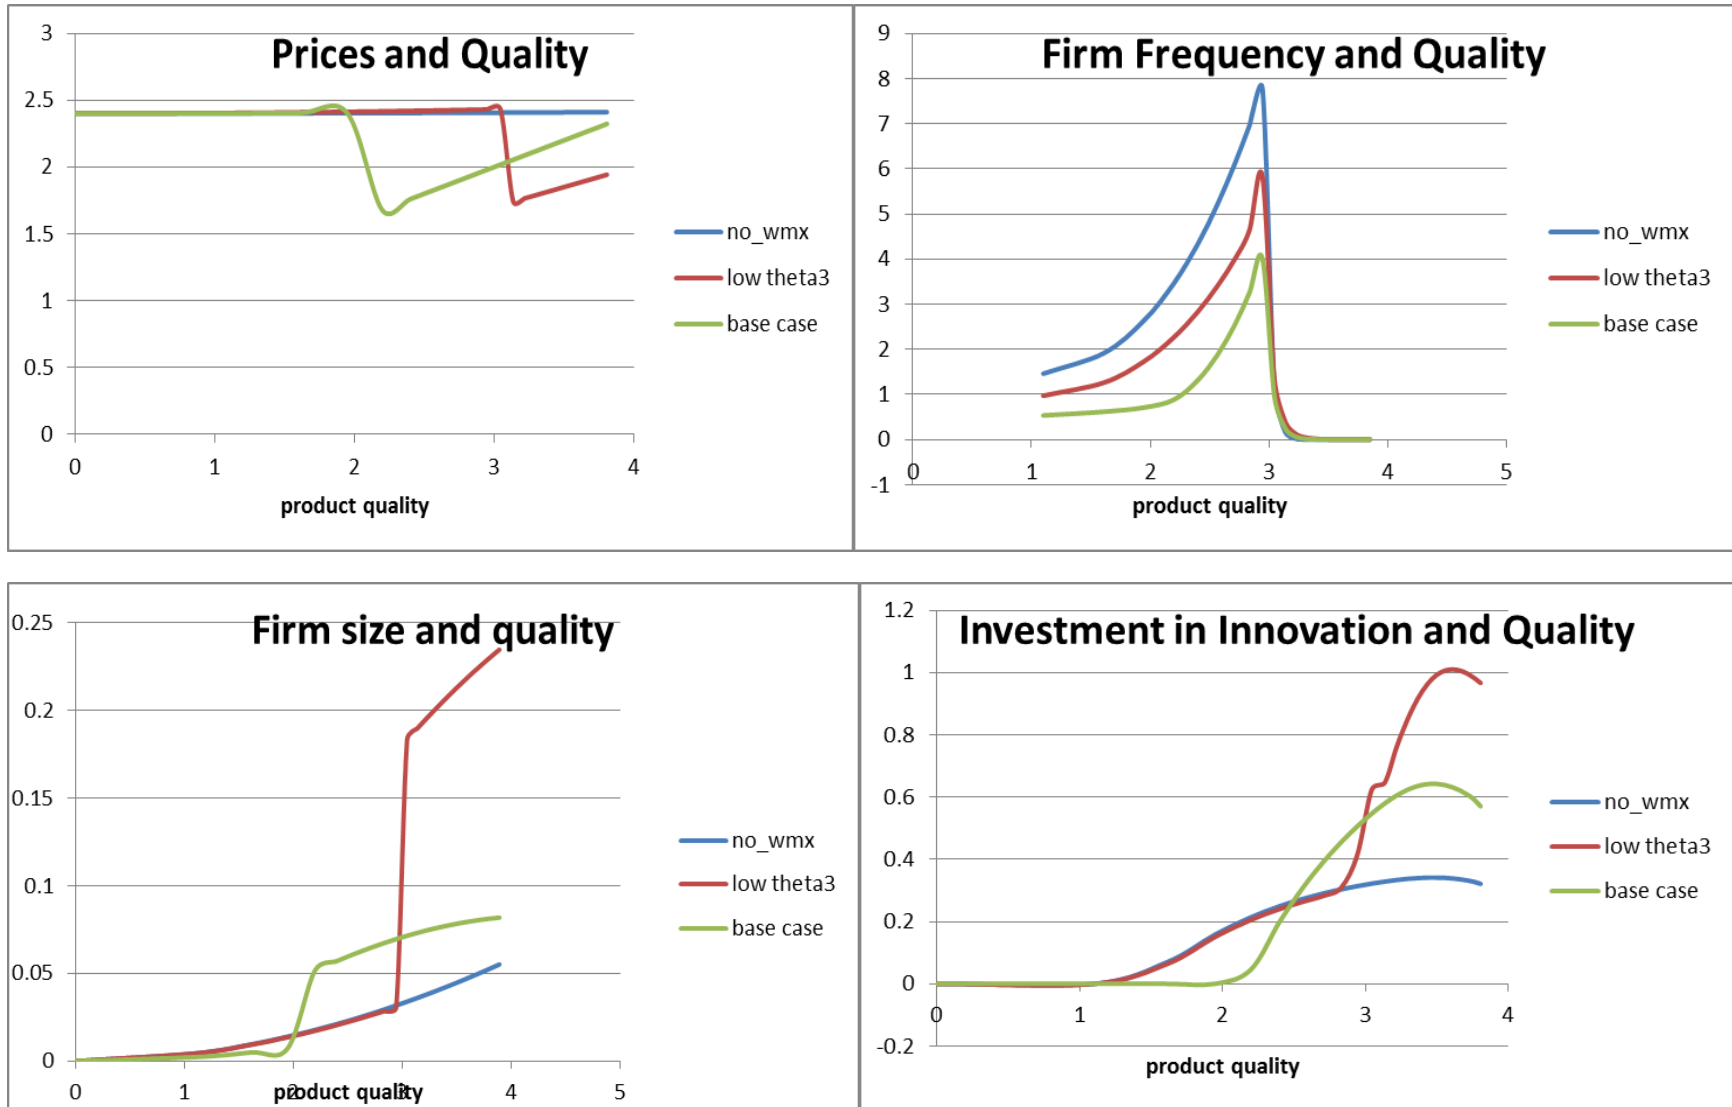 Prices and Quality
3
2.5
2
1.5
1
0.5
0
0 1 2 3 4
product quality
no_wmx
low theta3
base case
Firm Frequency and Quality
9
8
7
6
5
4
3
2
1
0
-1
0 1 2 3 4 5
product quality
no_wmx
low theta3
base case
Firm size and quality
0.25
0.2
0.15
0.1
0.05
0
0 1 2 3 4 5
product quality
no_wmx
low theta3
base case
Investment in Innovation and Quality
1.2
1
0.8
0.6
0.4
0.2
0
-0.2
0 1 2 3 4
product quality
no_wmx
low theta3
base case